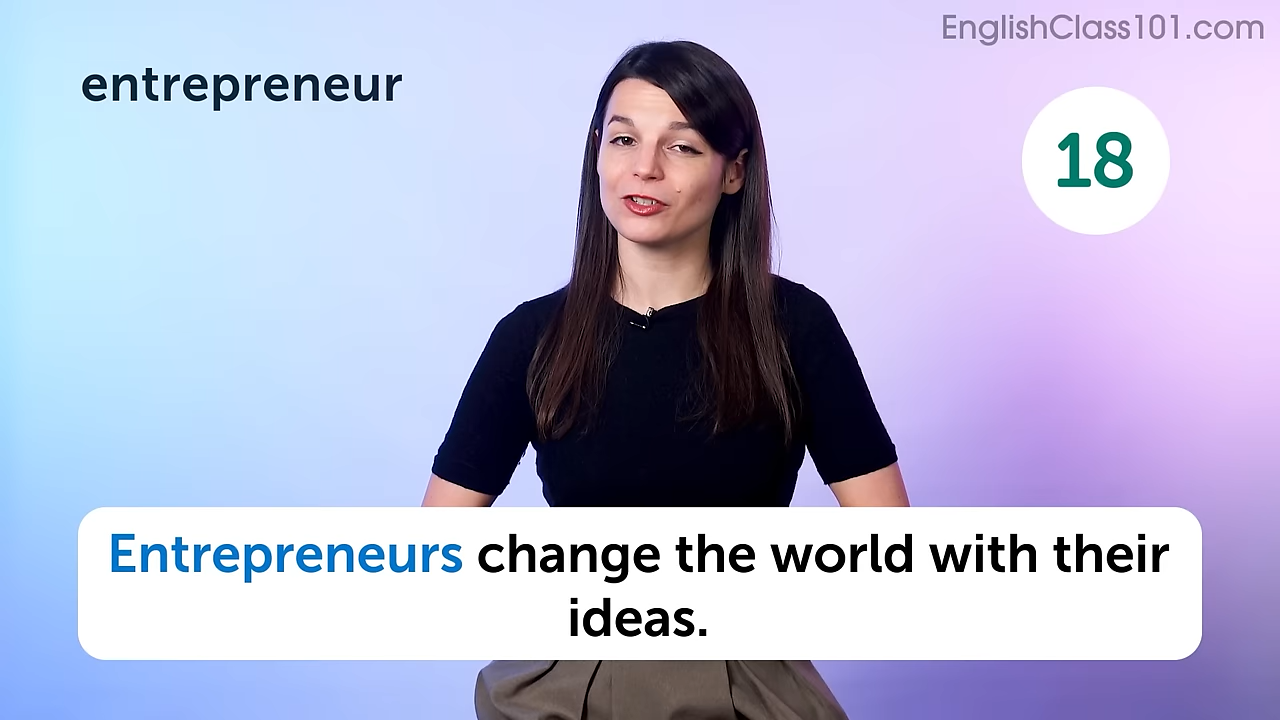 EnglishClass101.com
entrepreneur
18
Entrepreneurs change the world with their
ideas.